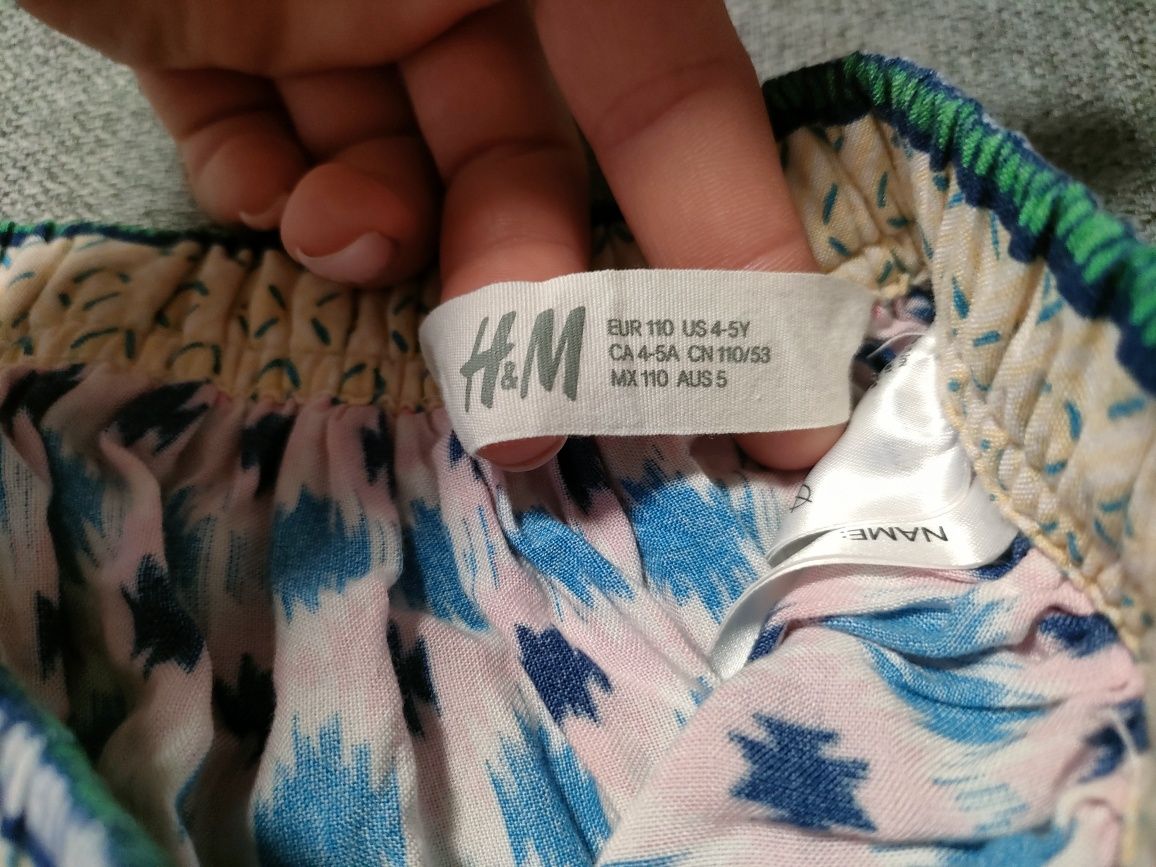 H&M
EUR 110 US 4-5Y
CA 4-5A CN 110/53
MX 110 AUS 5
NAME: